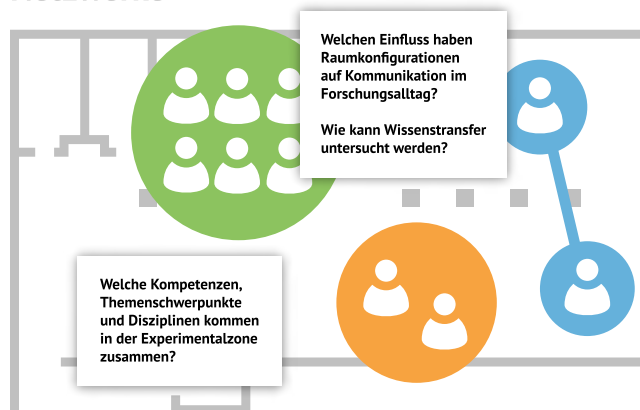 Welchen Einfluss haben
Raumkonfigurationen
auf Kommunikation im
Forschungsalltag?
Wie kann Wissenstransfer
untersucht werden?
Welche Kompetenzen,
Themenschwerpunkte
und Disziplinen kommen
in der Experimentalzone
zusammen?